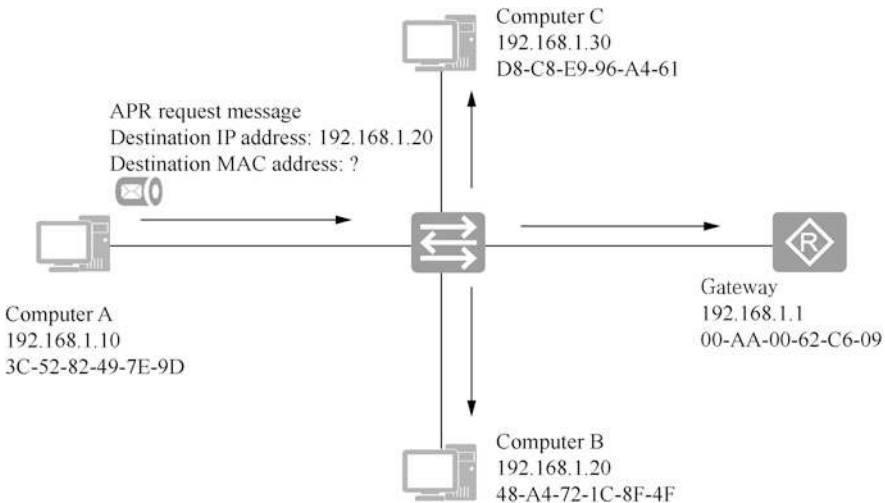 Computer C
192.168.1.30
D8-C8-E9-96-A4-61
APR request message
Destination IP address: 192.168.1.20
Destination MAC address: ?
R
Gateway
192.168.1.1
00-AA-00-62-C6-09
Computer A
192.168.1.10
3C-52-82-49-7E-9D
Computer B
192.168.1.20
48-A4-72-1C-8F-4F